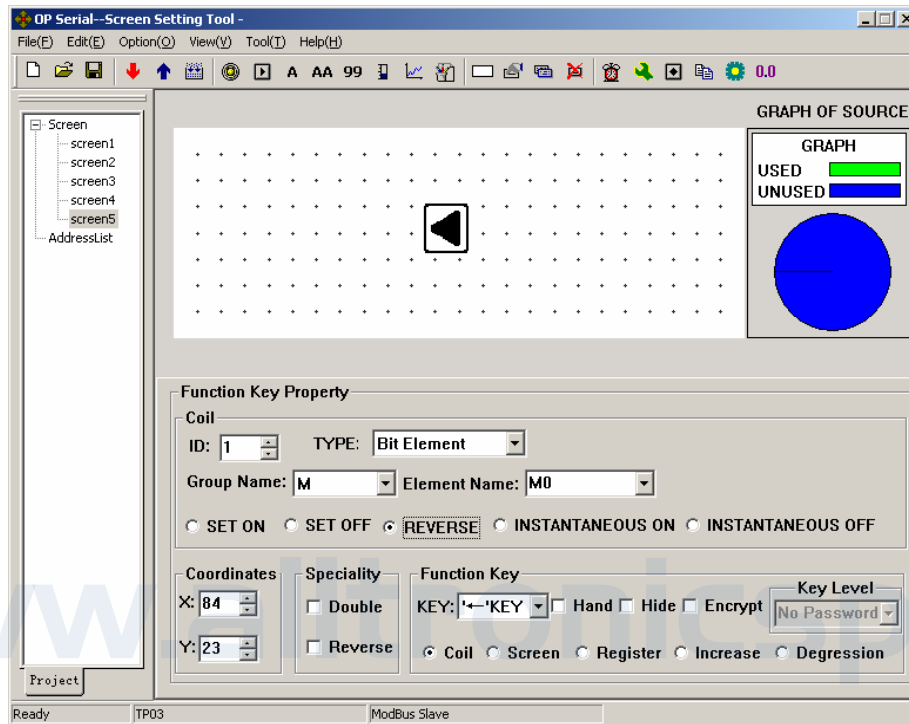 OP Serial--Screen Setting Tool -
File(F) Edit(E) Option(O) View(V) Tool(T) Help(H)
A AA 99 0.0
Screen
screen1
screen2
screen3
screen4
screen5
AddressList
GRAPH OF SOURCE
GRAPH
USED
UNUSED
Function Key Property
Coil
ID: 1 TYPE: Bit Element
Group Name: M Element Name: M0
SET ON SET OFF REVERSE INSTANTANEOUS ON INSTANTANEOUS OFF
Coordinates Speciality Function Key
Key Level
X: 84 Double KEY: '←'KEY Hand Hide Encrypt No Password
Y: 23 Reverse Coil Screen Register Increase Degression
www.alltronicsp
Project
Ready TP03 ModBus Slave